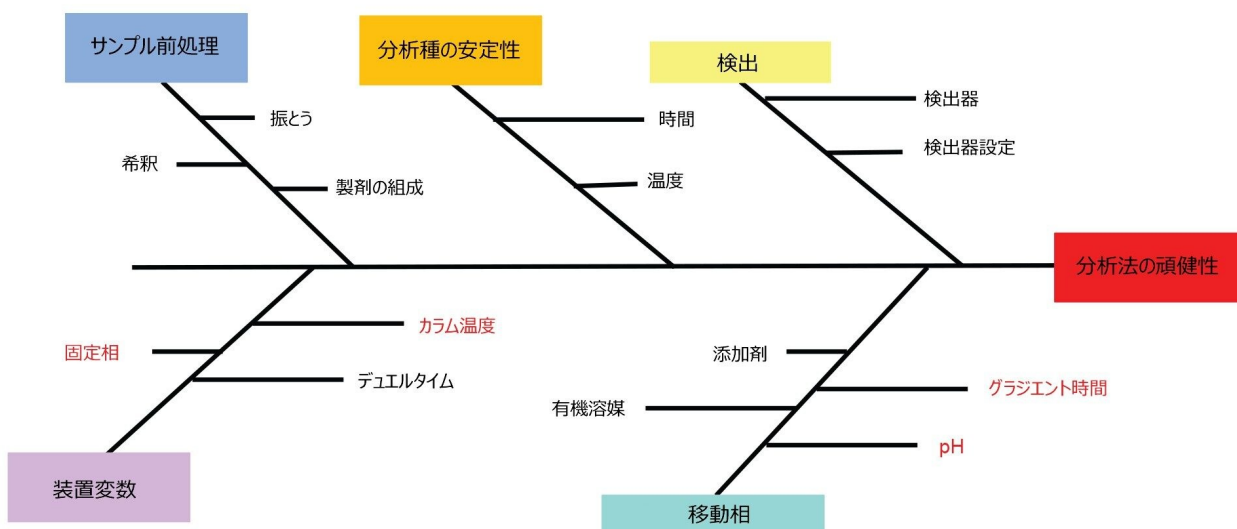 サンプル前処理
分析種の安定性
検出
振とう
希釈
製剤の組成
時間
温度
検出器
検出器設定
分析法の頑健性
カラム温度
固定相
デュエルタイム
添加剤
グラジエント時間
有機溶媒
pH
装置変数
移動相